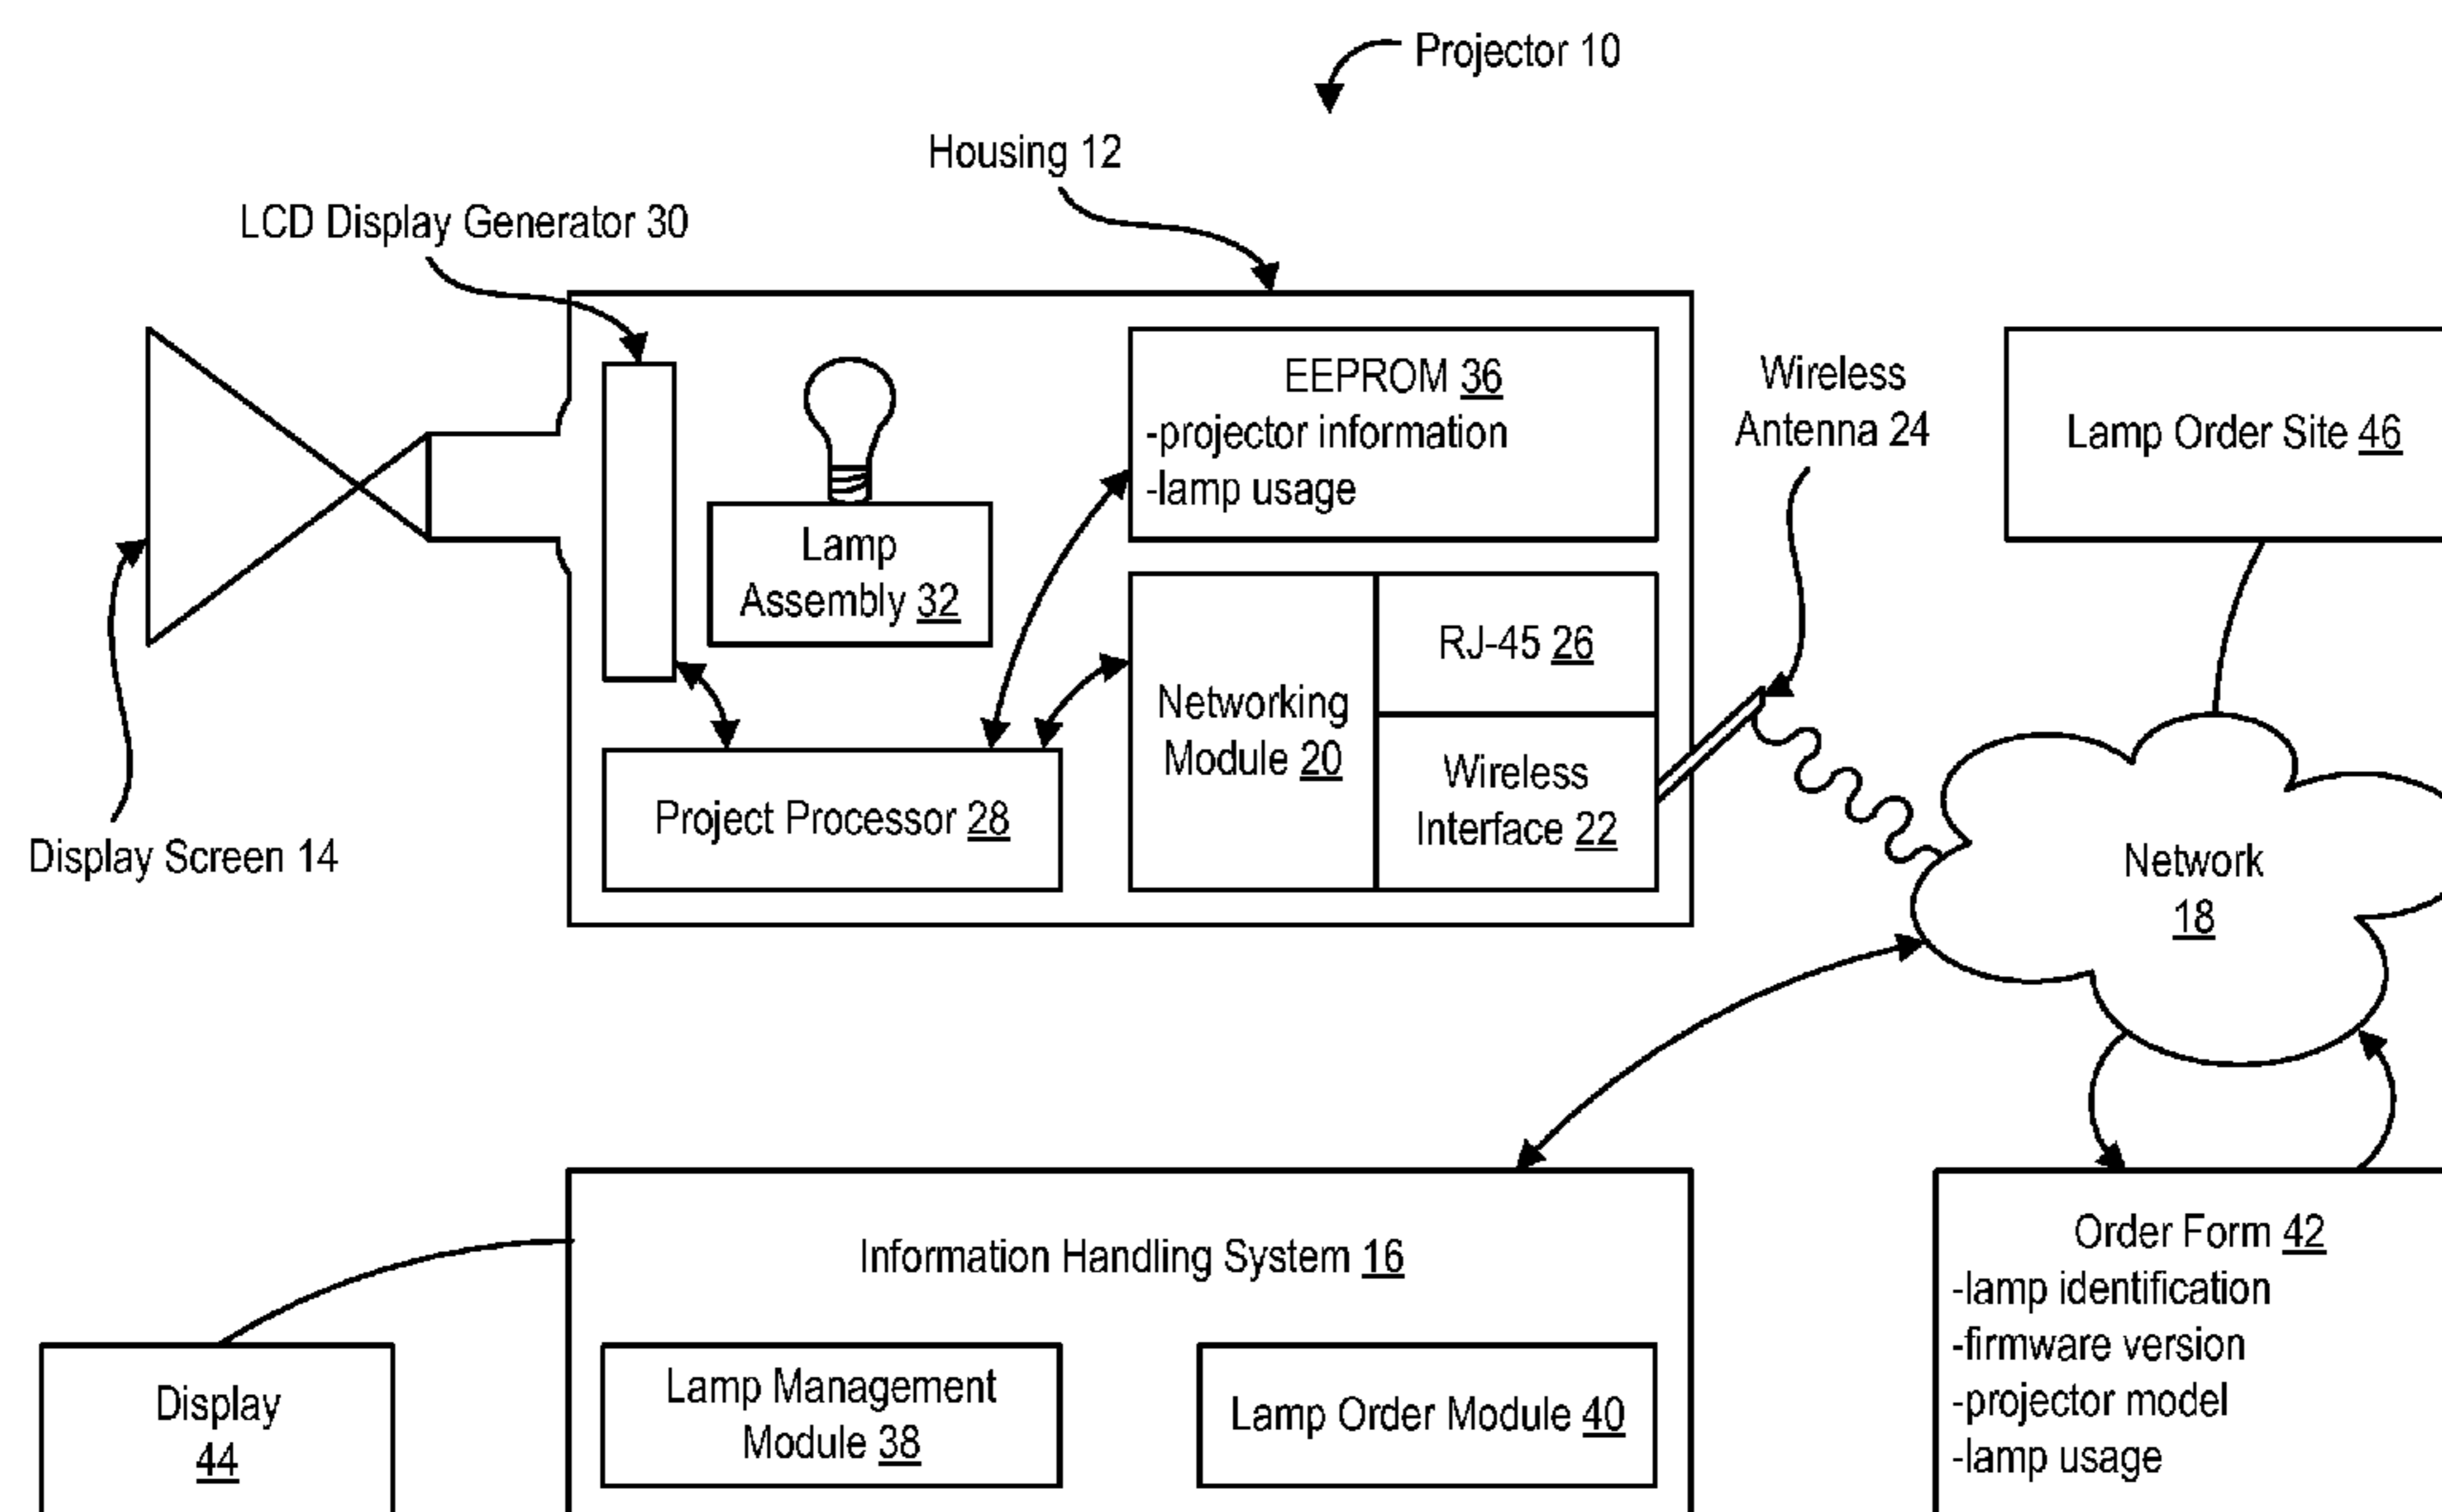 Projector 10
Housing 12
LCD Display Generator 30
EEPROM 36
-projector information
-lamp usage
Wireless
Antenna 24
Lamp Order Site 46
Lamp
Assembly 32
RJ-45 26
Networking
Module 20
Wireless
Interface 22
Project Processor 28
Display Screen 14
Network
18
Information Handling System 16
Order Form 42
-lamp identification
-firmware version
-projector model
-lamp usage
Lamp Management
Module 38
Lamp Order Module 40
Display
44